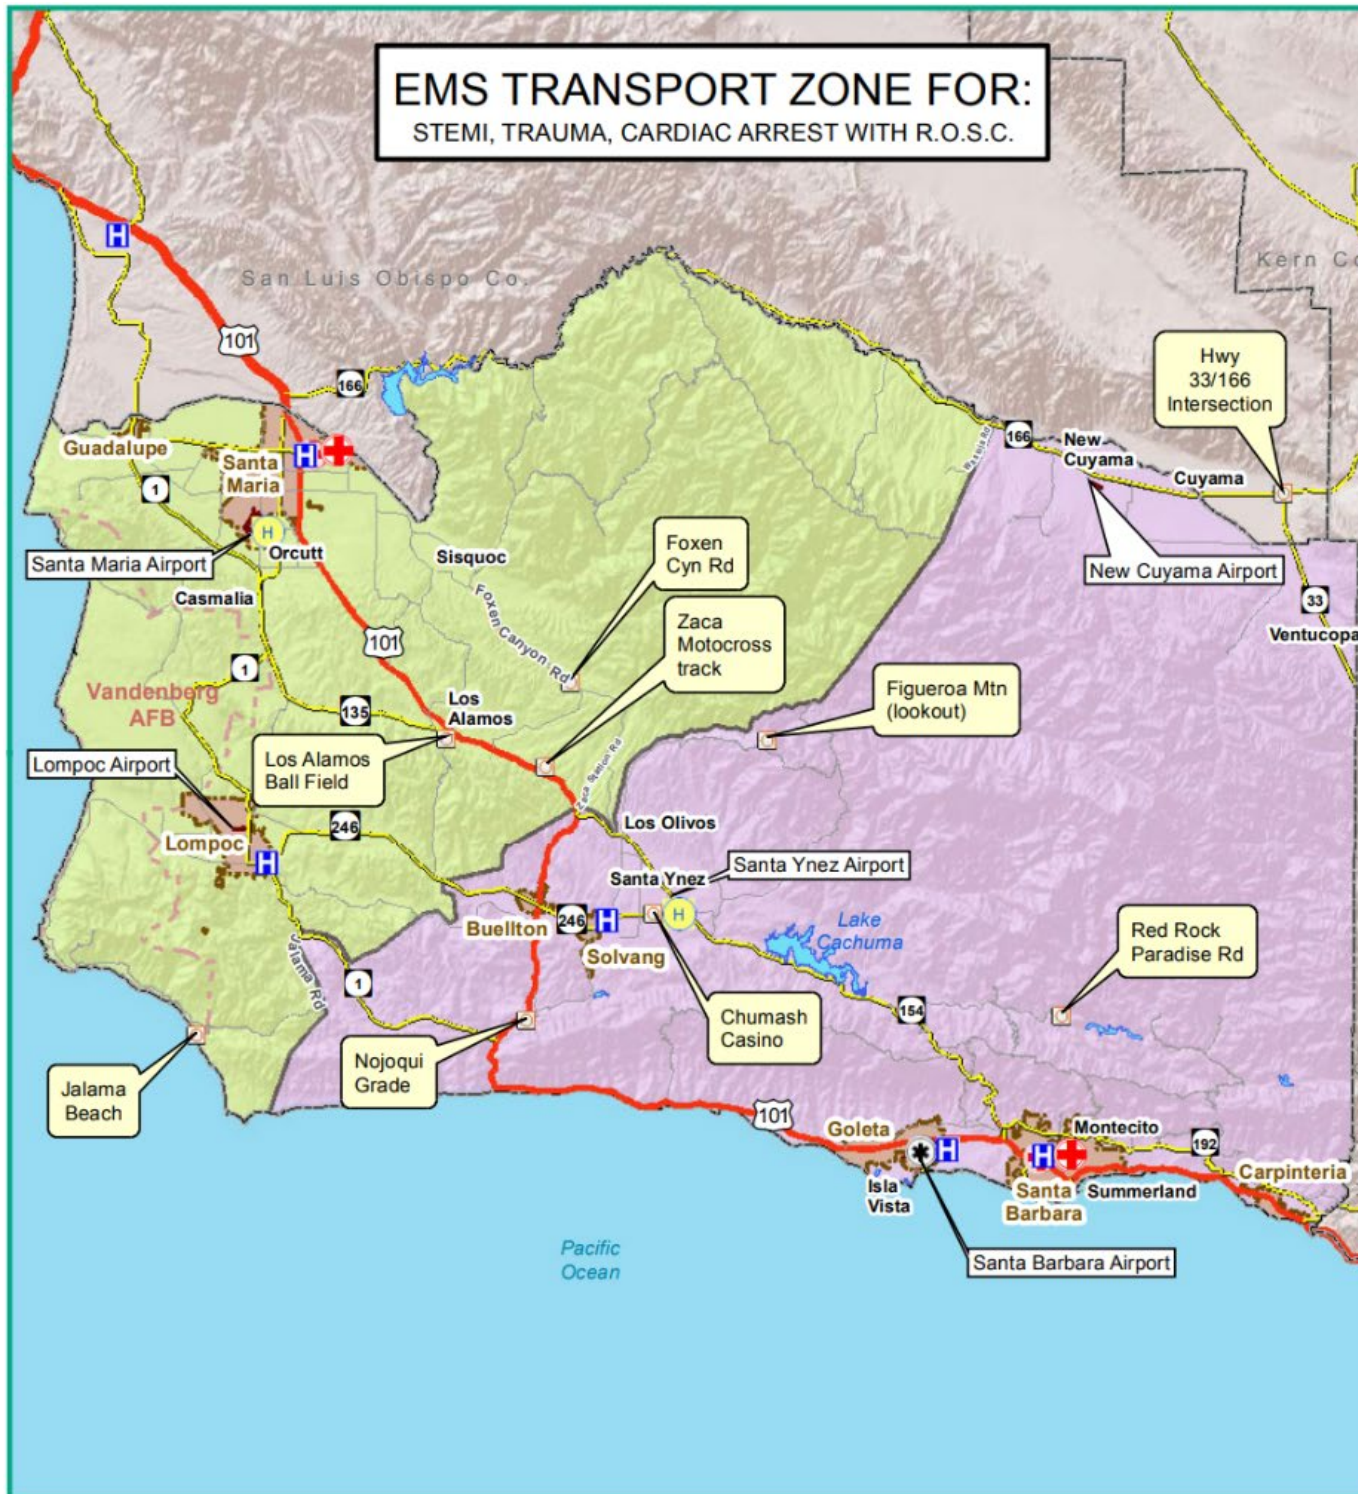 EMS TRANSPORT ZONE FOR:
STEMI, TRAUMA, CARDIAC ARREST WITH R.O.S.C.
H
San Luis Obispo Co.
Kern Co
101
166
Hwy
33/166
Intersection
Guadalupe
Santa
Maria
H
166
New
Cuyama
Cuyama
1
H
Santa Maria Airport
Orcutt
Sisquoc
Foxen
Cyn Rd
New Cuyama Airport
Casmalia
Foxen Canyon Rd
33
Ventucopa
Zaca
Motocross
track
101
1
Vandenberg
AFB
135
Los
Alamos
Figueroa Mtn
(lookout)
Los Alamos
Ball Field
Zaca Station Rd
Lompoc Airport
246
Lompoc
H
Los Olivos
Santa Ynez Airport
Santa Ynez
H
Buellton
246
H
Solvang
Lake
Cachuma
Red Rock
Paradise Rd
Jalama Rd
1
154
Chumash
Casino
Nojoqui
Grade
Jalama
Beach
101
Goleta
H
Montecito
192
H
Isla
Vista
Santa
Barbara
Summerland
Carpinteria
Santa Barbara Airport
Pacific
Ocean